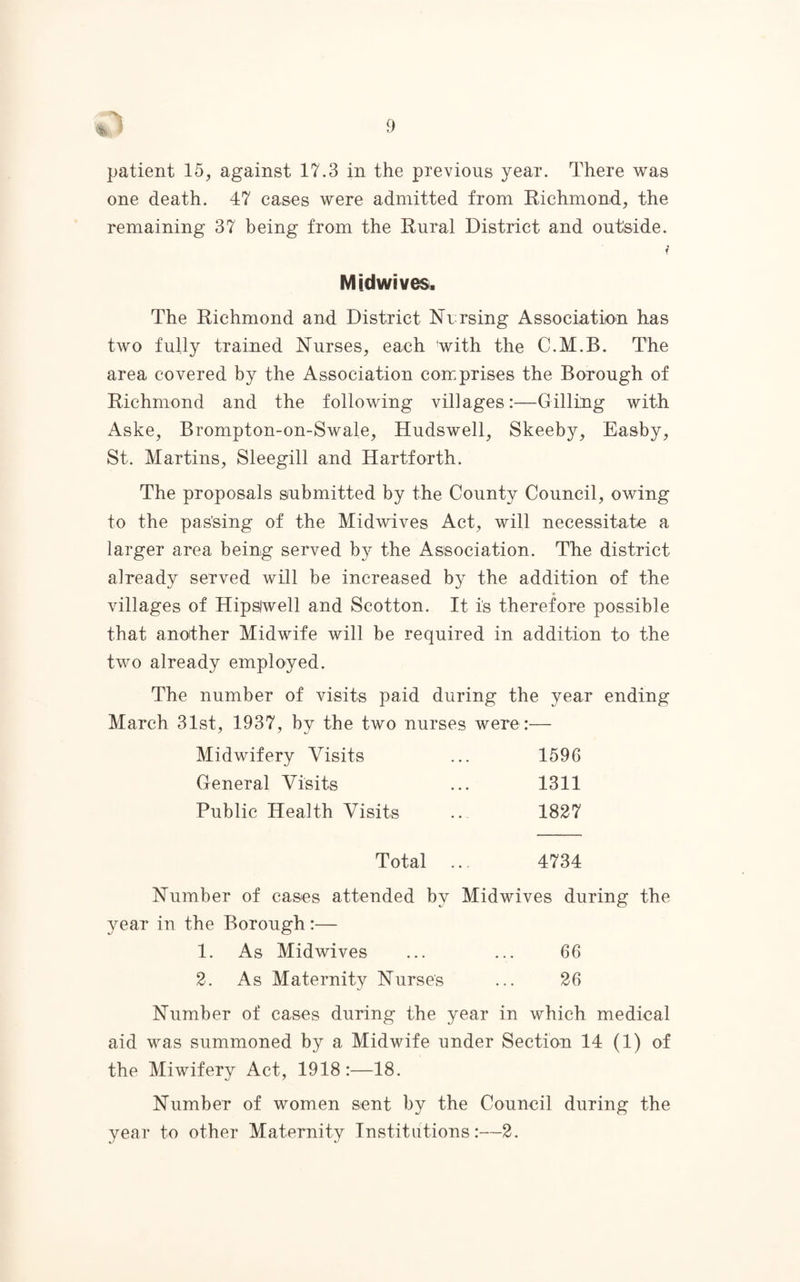 9
patient 15, against 17.3 in the previous year. There was
one death. 47 cases were admitted from Richmond, the
remaining 37 being from the Rural District and outside.
Midwives.
The Richmond and District Nursing Association has
two fully trained Nurses, each with the C.M.B. The
area covered by the Association comprises the Borough of
Richmond and the following villages:—Gilling with
Aske, Brompton-on-Swale, Hudswell, Skeeby, Easby,
St. Martins, Sleegill and Hartforth.
The proposals submitted by the County Council, owing
to the passing of the Midwives Act, will necessitate a
larger area being served by the Association. The district
already served will be increased by the addition of the
villages of Hipswell and Scotton. It is therefore possible
that another Midwife will be required in addition to the
two already employed.
The number of visits paid during the year ending
March 31st, 1937, by the two nurses were:—
Midwifery Visits ... 1596
General Visits ... 1311
Public Health Visits ... 1827
Total ... 4734
Number of cases attended by Midwives during the
year in the Borough:—
1. As Midwives ... ... 66
2. As Maternity Nurses ... 26
Number of cases during the year in which medical
aid was summoned by a Midwife under Section 14 (1) of
the Miwifery Act, 1918:—18.
Number of women sent by the Council during the
year to other Maternity Institutions:—2.